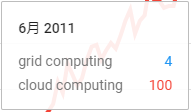 6月 2011
grid computing 4
cloud computing 100